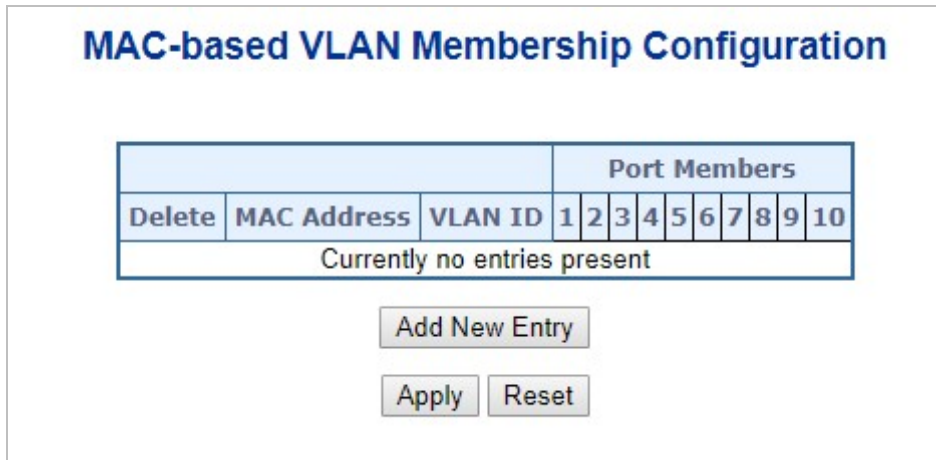 MAC-based VLAN Membership Configuration
Port Members
Delete MAC Address VLAN ID 1 2 3 4 5 6 7 8 9 10
Currently no entries present
Add New Entry
Apply Reset